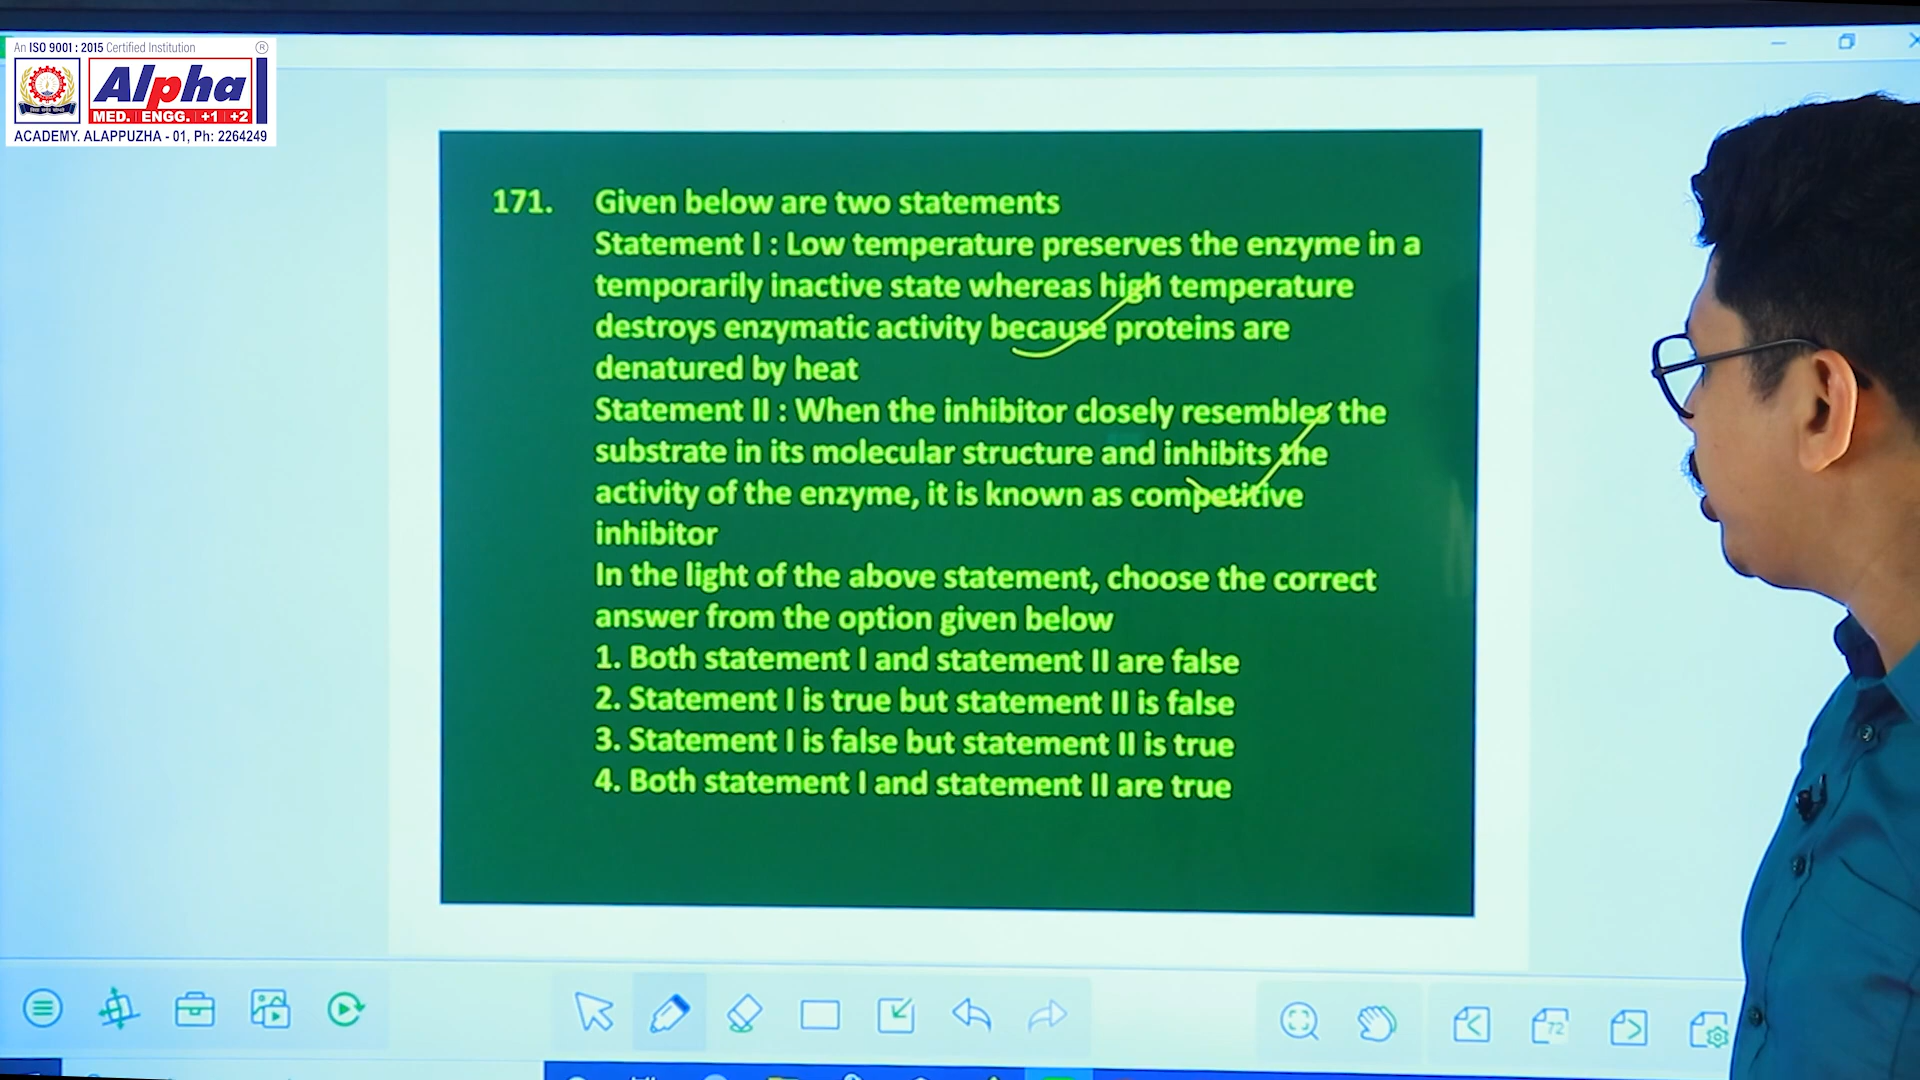 An ISO 9001 : 2015 Certified Institution ®
Alpha
MED. ENGG. +1 +2
ACADEMY. ALAPPUZHA - 01, Ph: 2264249
171. Given below are two statements
Statement I : Low temperature preserves the enzyme in a
temporarily inactive state whereas high temperature
destroys enzymatic activity because proteins are
denatured by heat
Statement II : When the inhibitor closely resembles the
substrate in its molecular structure and inhibits the
activity of the enzyme, it is known as competitive
inhibitor
In the light of the above statement, choose the correct
answer from the option given below
1. Both statement I and statement II are false
2. Statement I is true but statement II is false
3. Statement I is false but statement II is true
4. Both statement I and statement II are true
72